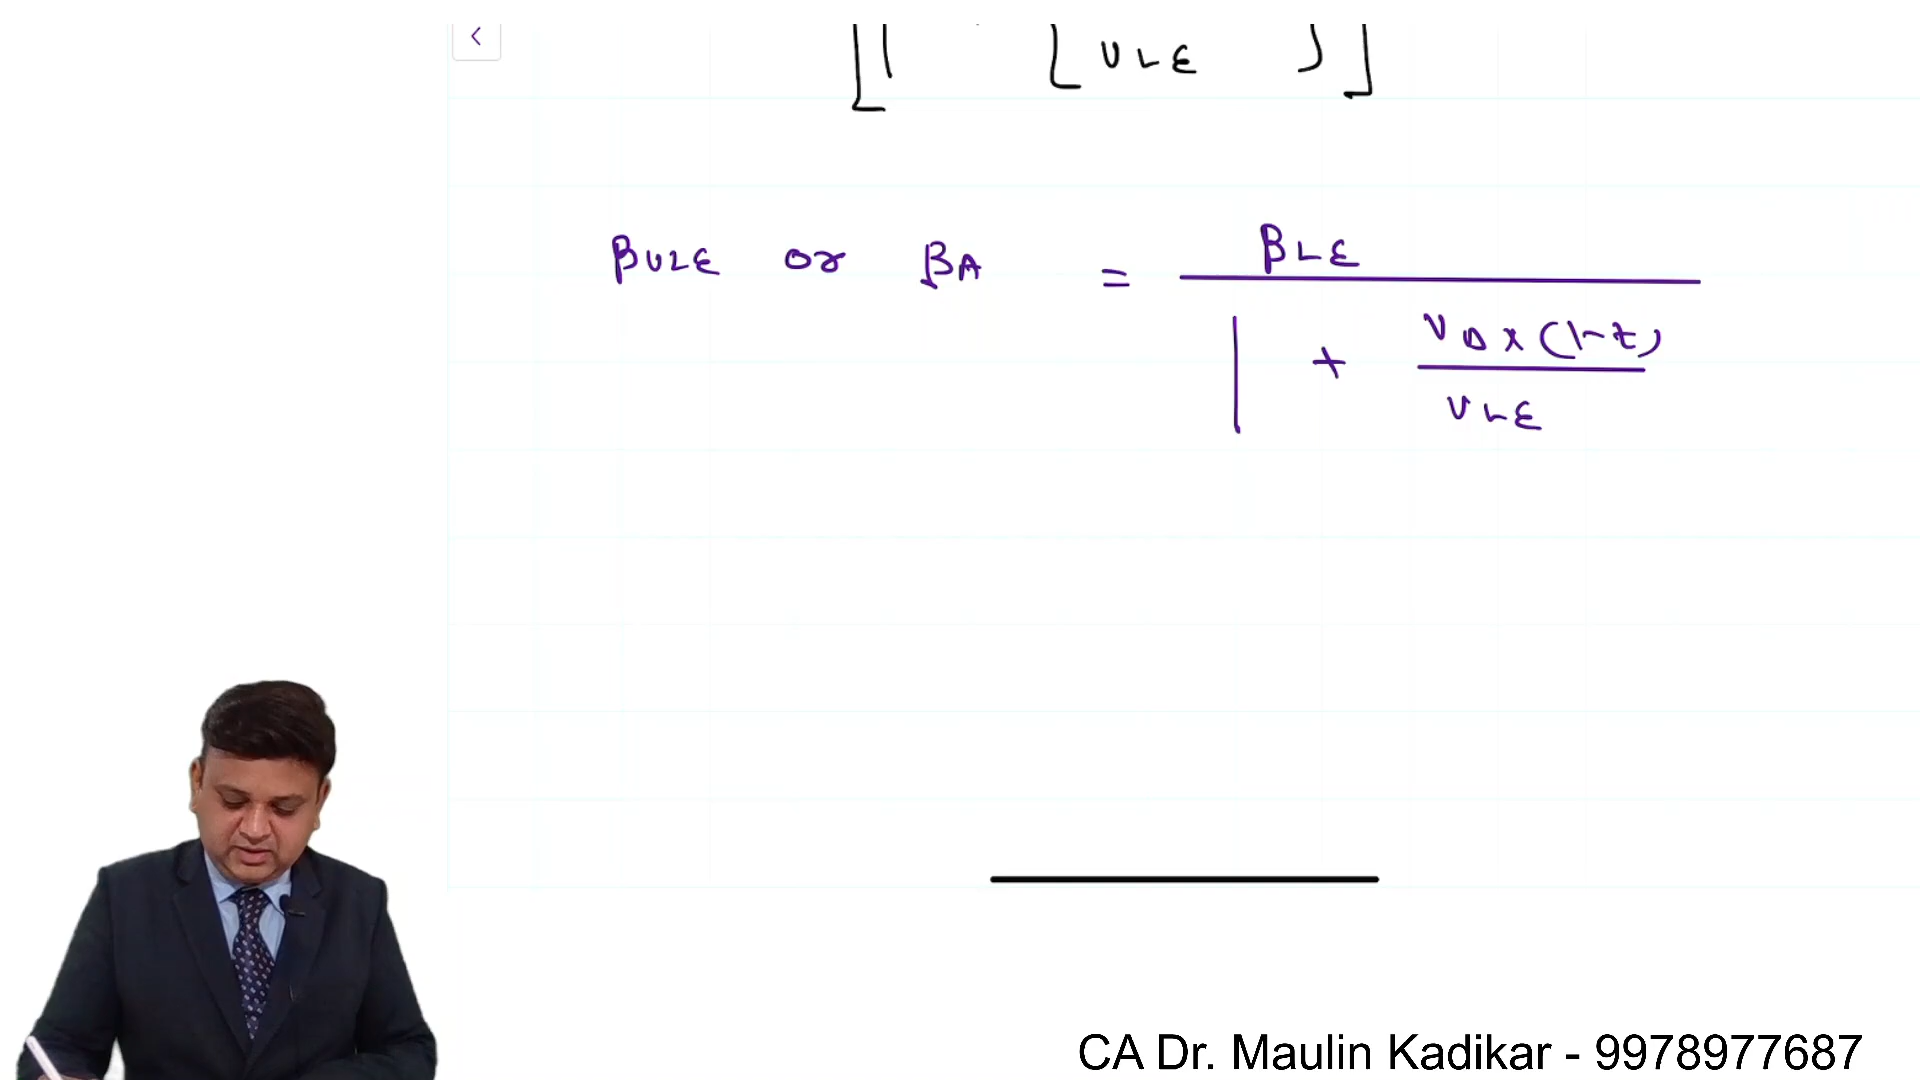 [ | [ VLE ] ]
βULE or βA = βLE
1 + VD x (1-t)
VLE
CA Dr. Maulin Kadikar - 9978977687